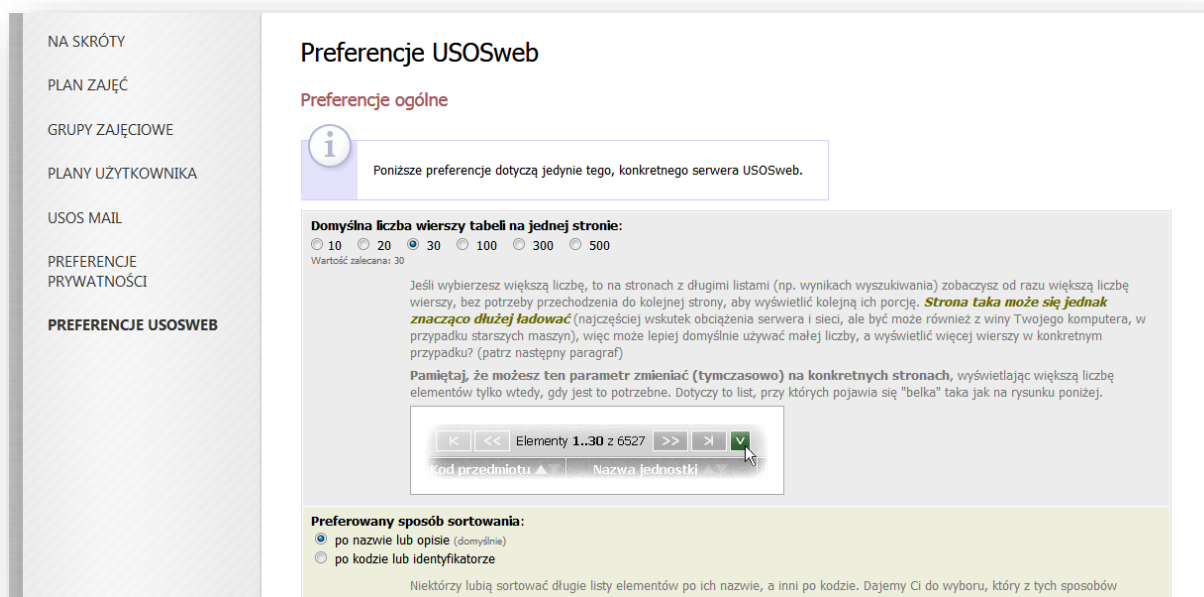 NA SKRÓTY
PLAN ZAJĘĆ
GRUPY ZAJĘCIOWE
PLANY UŻYTKOWNIKA
USOS MAIL
PREFERENCJE
PRYWATNOŚCI
PREFERENCJE USOSWEB
Preferencje USOSweb
Preferencje ogólne
Poniższe preferencje dotyczą jedynie tego, konkretnego serwera USOSweb.
Domyślna liczba wierszy tabeli na jednej stronie:
10 20 30 100 300 500
Wartość zalecana: 30
Jeśli wybierzesz większą liczbę, to na stronach z długimi listami (np. wynikach wyszukiwania) zobaczysz od razu większą liczbę
wierszy, bez potrzeby przechodzenia do kolejnej strony, aby wyświetlić kolejną ich porcję. Strona taka może się jednak
znacząco dłużej ładować (najczęściej wskutek obciążenia serwera i sieci, ale być może również z winy Twojego komputera, w
przypadku starszych maszyn), więc może lepiej domyślnie używać małej liczby, a wyświetlić więcej wierszy w konkretnym
przypadku? (patrz następny paragraf)
Pamiętaj, że możesz ten parametr zmieniać (tymczasowo) na konkretnych stronach, wyświetlając większą liczbę
elementów tylko wtedy, gdy jest to potrzebne. Dotyczy to list, przy których pojawia się "belka" taka jak na rysunku poniżej.
K << Elementy 1..30 z 6527 >> >| V
Kod przedmiotu Nazwa jednostki
Preferowany sposób sortowania:
po nazwie lub opisie (domyślnie)
po kodzie lub identyfikatorze
Niektórzy lubią sortować długie listy elementów po ich nazwie, a inni po kodzie. Dajemy Ci do wyboru, który z tych sposobów